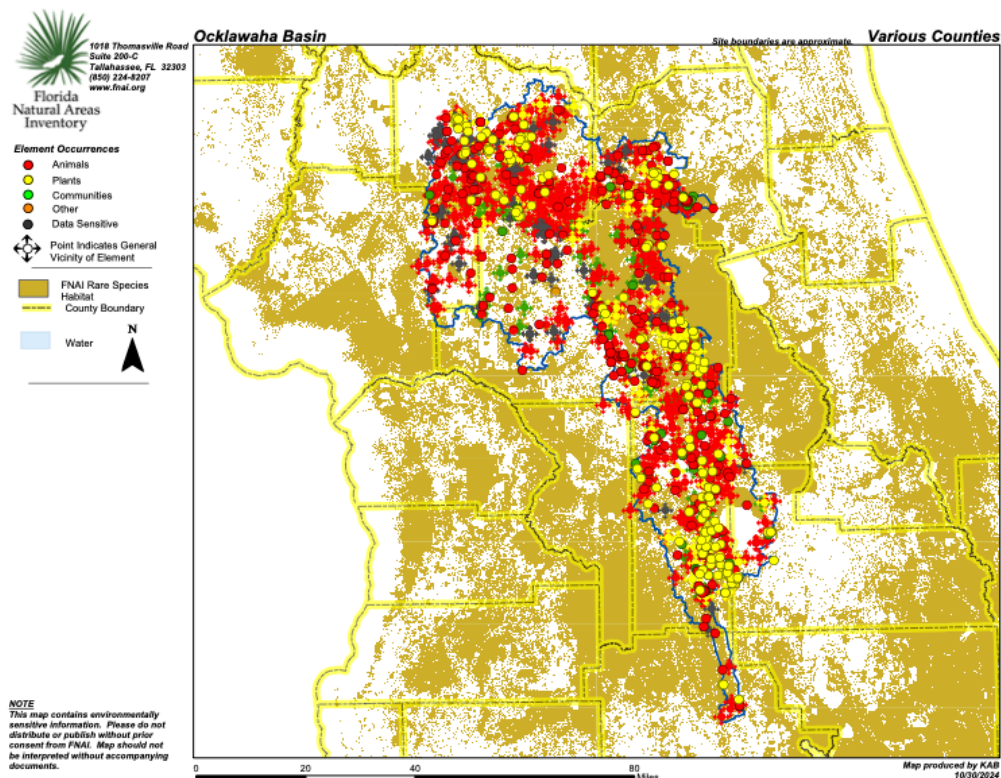 Ocklawaha Basin
Site boundaries are approximate.
Various Counties
1018 Thomasville Road
Suite 200-C
Tallahassee, FL 32303
(850) 224-8207
www.fnai.org
Florida
Natural Areas
Inventory
Element Occurrences
Animals
Plants
Communities
Other
Data Sensitive
Point Indicates General
Vicinity of Element
FNAI Rare Species
Habitat
County Boundary
Water
N
NOTE
This map contains environmentally
sensitive information. Please do not
distribute or publish without prior
consent from FNAI. Map should not
be interpreted without accompanying
documents.
0 20 40 80
Miles
Map produced by KAB